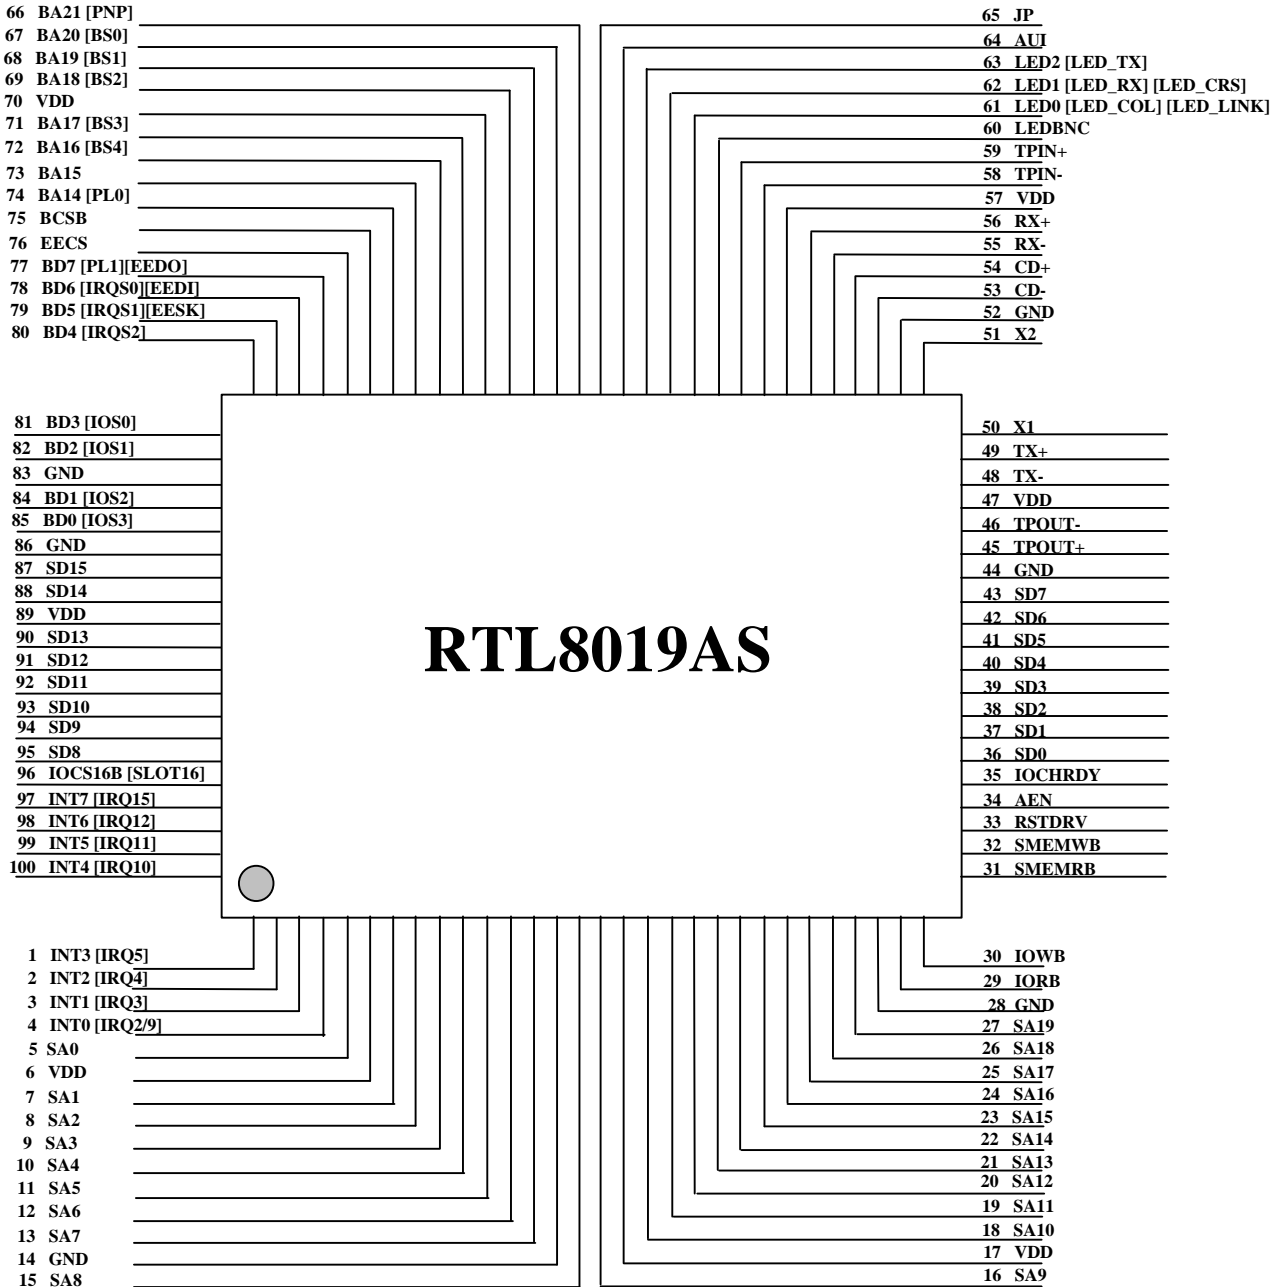 66 BA21 [PNP]
67 BA20 [BS0]
68 BA19 [BS1]
69 BA18 [BS2]
70 VDD
71 BA17 [BS3]
72 BA16 [BS4]
73 BA15
74 BA14 [PL0]
75 BCSB
76 EECS
77 BD7 [PL1][EEDO]
78 BD6 [IRQS0][EEDI]
79 BD5 [IRQS1][EESK]
80 BD4 [IRQS2]
65 JP
64 AUI
63 LED2 [LED_TX]
62 LED1 [LED_RX] [LED_CRS]
61 LED0 [LED_COL] [LED_LINK]
60 LEDBNC
59 TPIN+
58 TPIN-
57 VDD
56 RX+
55 RX-
54 CD+
53 CD-
52 GND
51 X2
81 BD3 [IOS0]
82 BD2 [IOS1]
83 GND
84 BD1 [IOS2]
85 BD0 [IOS3]
86 GND
87 SD15
88 SD14
89 VDD
90 SD13
91 SD12
92 SD11
93 SD10
94 SD9
95 SD8
96 IOCS16B [SLOT16]
97 INT7 [IRQ15]
98 INT6 [IRQ12]
99 INT5 [IRQ11]
100 INT4 [IRQ10]
RTL8019AS
50 X1
49 TX+
48 TX-
47 VDD
46 TPOUT-
45 TPOUT+
44 GND
43 SD7
42 SD6
41 SD5
40 SD4
39 SD3
38 SD2
37 SD1
36 SD0
35 IOCHRDY
34 AEN
33 RSTDRV
32 SMEMWB
31 SMEMRB
1 INT3 [IRQ5]
2 INT2 [IRQ4]
3 INT1 [IRQ3]
4 INT0 [IRQ2/9]
5 SA0
6 VDD
7 SA1
8 SA2
9 SA3
10 SA4
11 SA5
12 SA6
13 SA7
14 GND
15 SA8
30 IOWB
29 IORB
28 GND
27 SA19
26 SA18
25 SA17
24 SA16
23 SA15
22 SA14
21 SA13
20 SA12
19 SA11
18 SA10
17 VDD
16 SA9